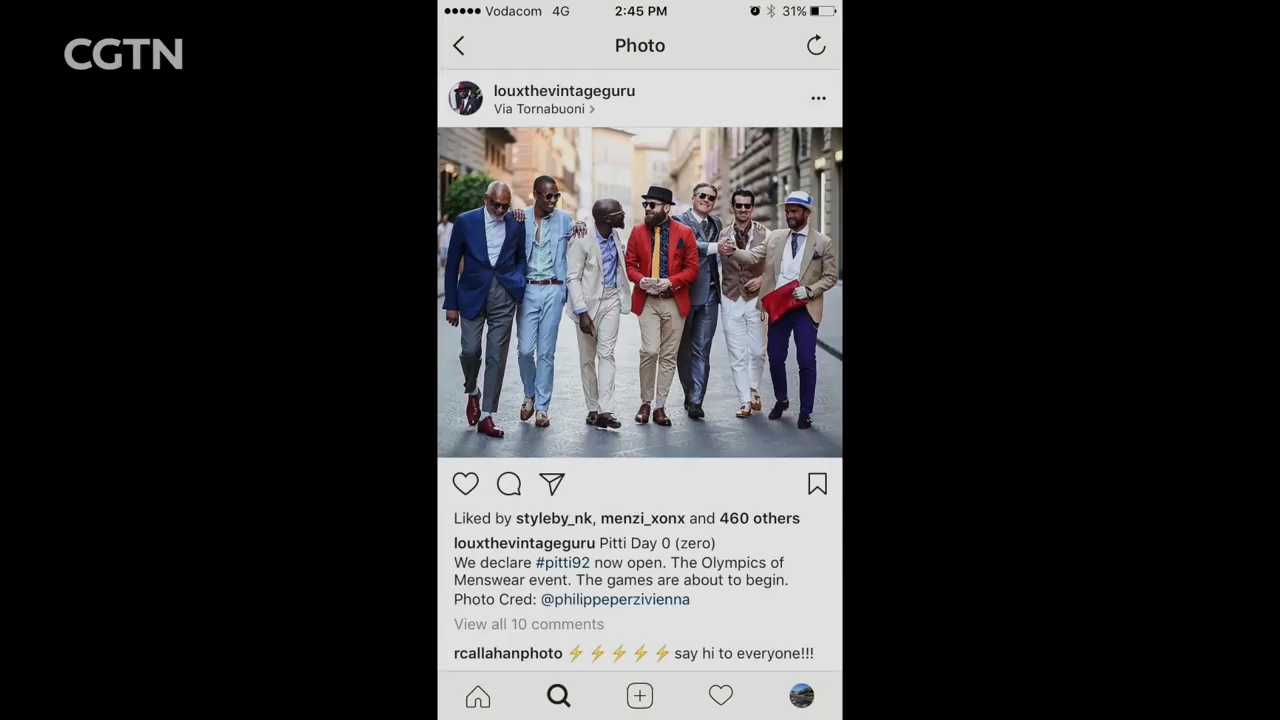 CGTN
Vodacom 4G 2:45 PM 31%
Photo
louxthevintageguru
Via Tornabuoni >
Liked by styleby_nk, menzi_xonx and 460 others
louxthevintageguru Pitti Day 0 (zero)
We declare #pitti92 now open. The Olympics of
Menswear event. The games are about to begin.
Photo Cred: @philippeperzivienna
View all 10 comments
rcallahanphoto ⚡⚡⚡⚡⚡ say hi to everyone!!!